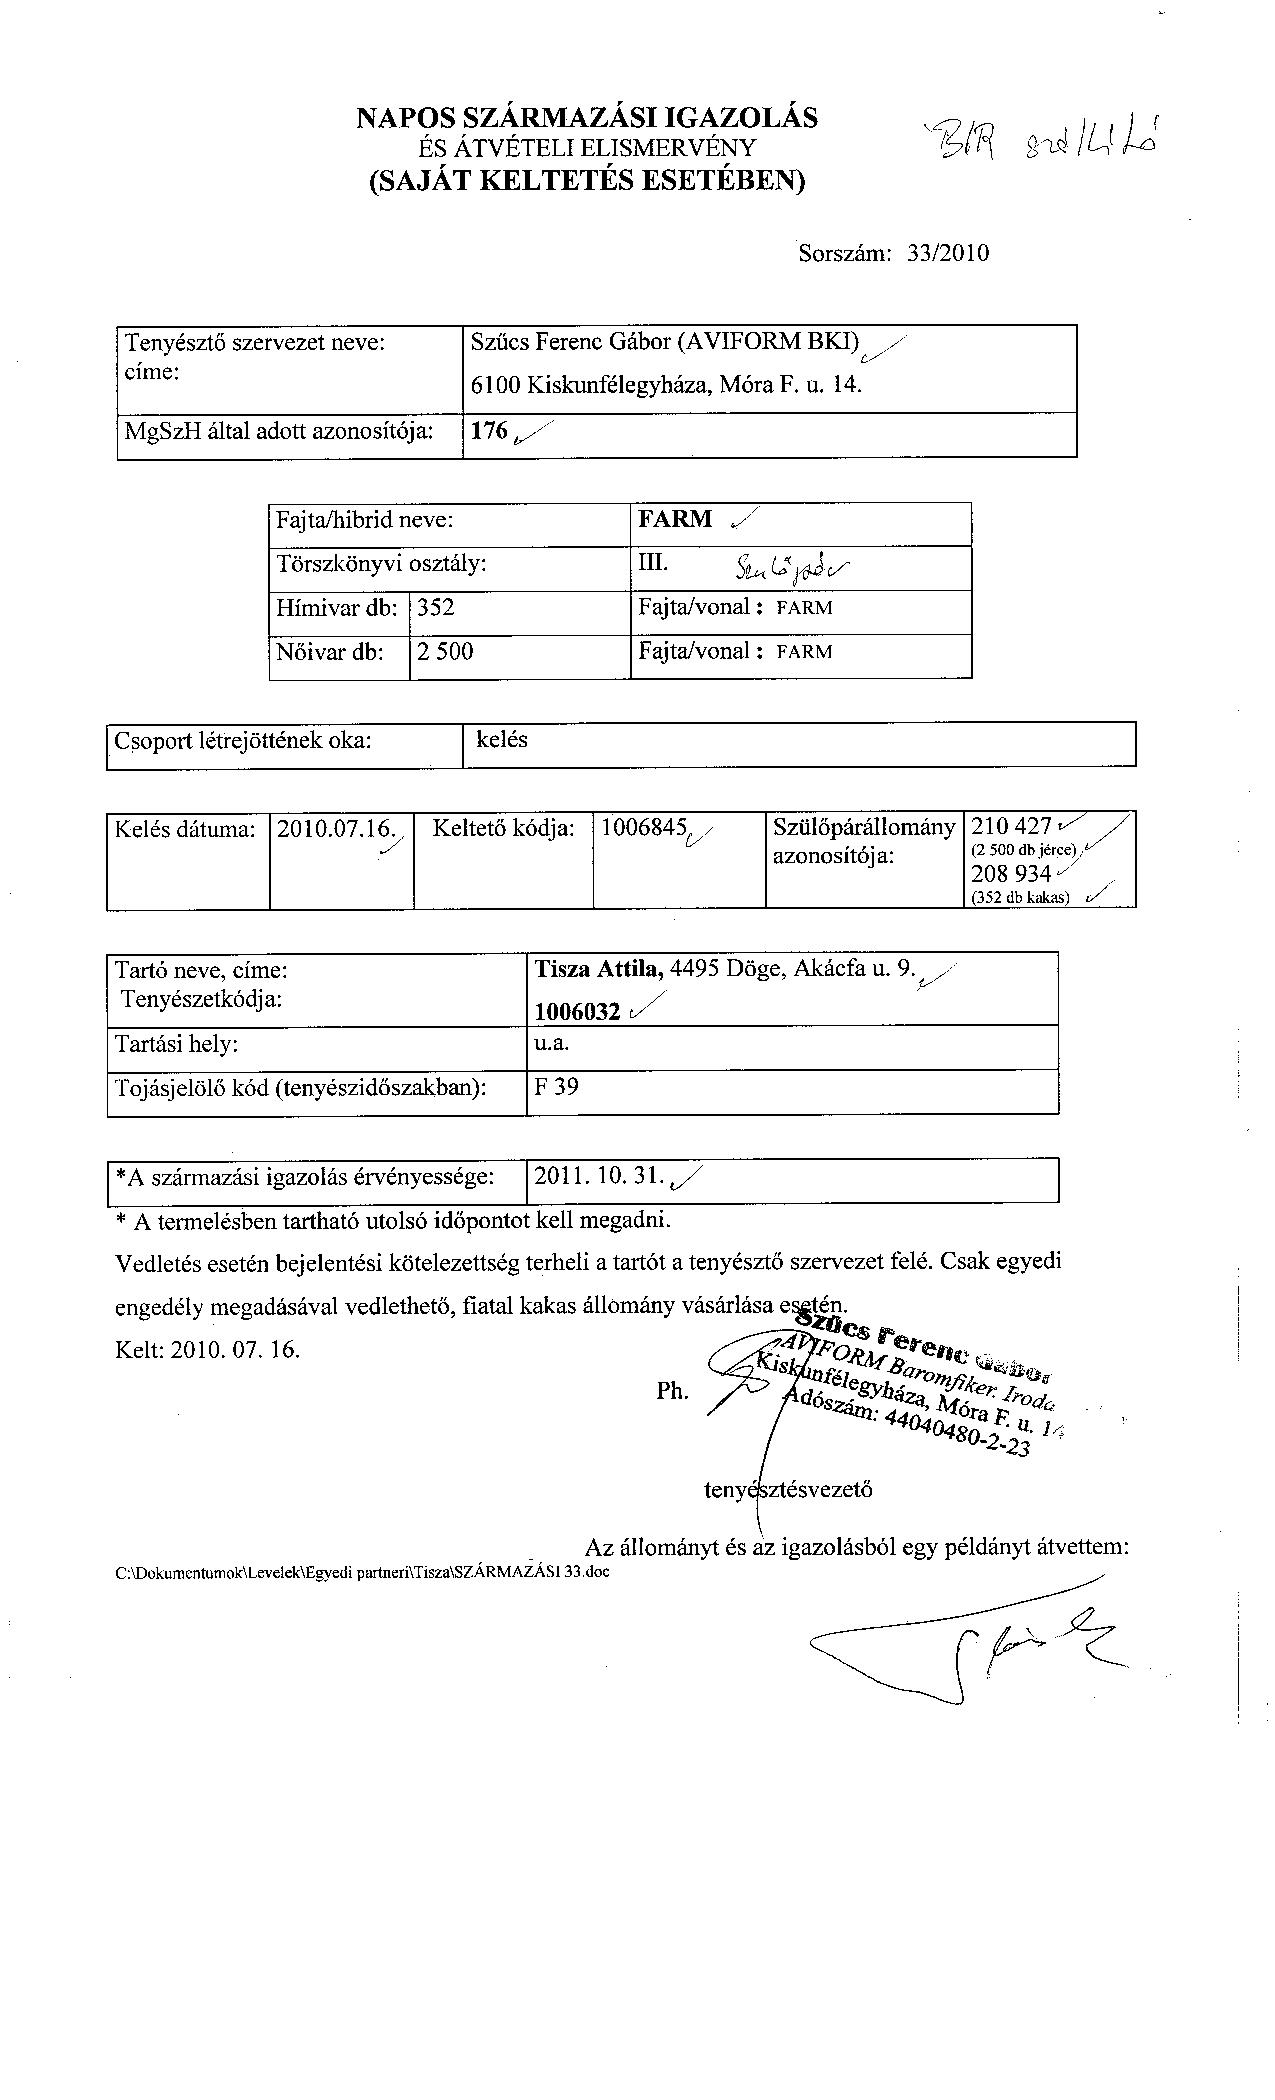 NAPOS SZÁRMAZÁSI IGAZOLÁS
ÉS ÁTVÉTELI ELISMERVÉNY
(SAJÁT KELTETÉS ESETÉBEN)
Sorszám: 33/2010
Tenyésztő szervezet neve: Szűcs Ferenc Gábor (AVIFORM BKI)
címe: 6100 Kiskunfélegyháza, Móra F. u. 14.
MgSzH által adott azonosítója: 176
Fajta/hibrid neve: FARM
Törszkönyvi osztály: III.
Hímivar db: 352 Fajta/vonal : FARM
Nőivar db: 2 500 Fajta/vonal : FARM
Csoport létrejöttének oka: kelés
Kelés dátuma: 2010.07.16. Keltető kódja: 1006845 Szülőpárállomány 210 427
azonosítója: (2 500 db jérce)
208 934
(352 db kakas)
Tartó neve, címe: Tisza Attila, 4495 Döge, Akácfa u. 9.
Tenyészetkódja: 1006032
Tartási hely: u.a.
Tojásjelölő kód (tenyészidőszakban): F 39
*A származási igazolás érvényessége: 2011. 10. 31.
* A termelésben tartható utolsó időpontot kell megadni.
Vedletés esetén bejelentési kötelezettség terheli a tartót a tenyésztő szervezet felé. Csak egyedi
engedély megadásával vedlethető, fiatal kakas állomány vásárlása esetén.
Kelt: 2010. 07. 16.
Szűcs Ferenc Gábor
AVIFORM Baromfiker. Iroda
Kiskunfélegyháza, Móra F. u. 14
Adószám: 44040480-2-23
Ph.
tenyésztésvezető
Az állományt és az igazolásból egy példányt átvettem:
C:\Dokumentumok\Levelek\Egyedi partneri\Tisza\SZÁRMAZÁSI 33.doc